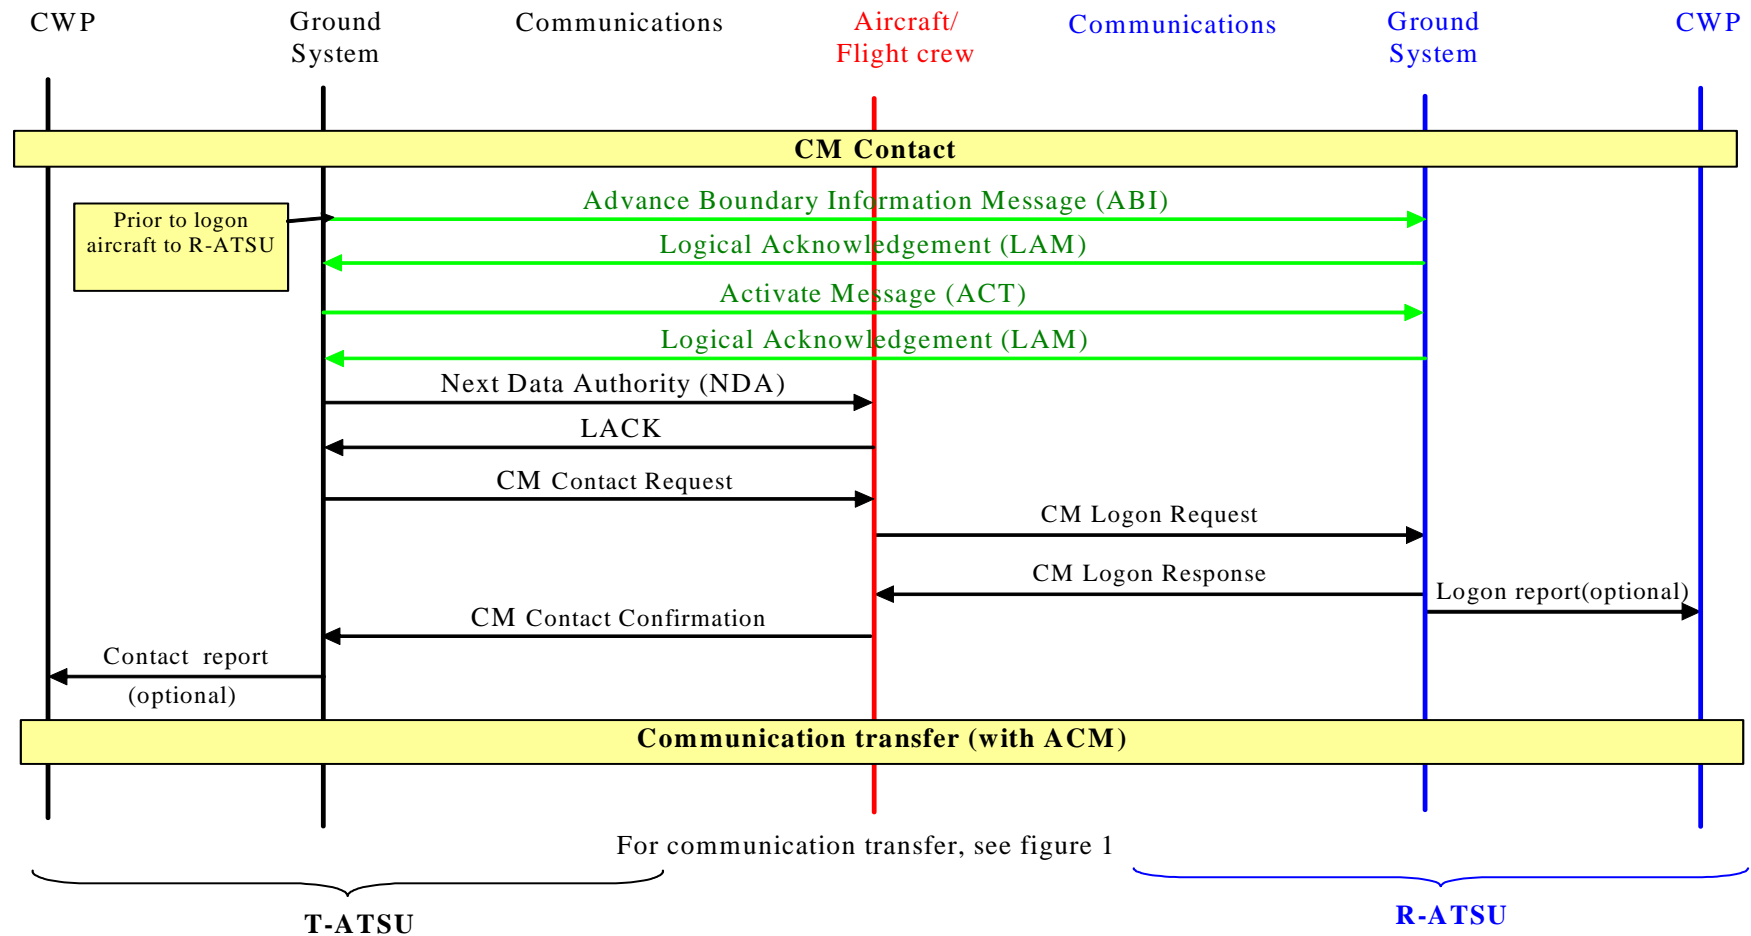 CWP
Ground
System
Communications
Aircraft/
Flight crew
Communications
Ground
System
CWP
CM Contact
Prior to logon
aircraft to R-ATSU
Advance Boundary Information Message (ABI)
Logical Acknowledgement (LAM)
Activate Message (ACT)
Logical Acknowledgement (LAM)
Next Data Authority (NDA)
LACK
CM Contact Request
CM Logon Request
CM Logon Response
Logon report(optional)
CM Contact Confirmation
Contact report
(optional)
Communication transfer (with ACM)
For communication transfer, see figure 1
T-ATSU
R-ATSU